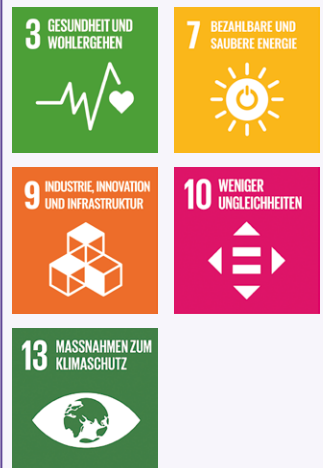 3 GESUNDHEIT UND
WOHLERGEHEN
7 BEZAHLBARE UND
SAUBERE ENERGIE
9 INDUSTRIE, INNOVATION
UND INFRASTRUKTUR
10 WENIGER
UNGLEICHHEITEN
13 MASSNAHMEN ZUM
KLIMASCHUTZ